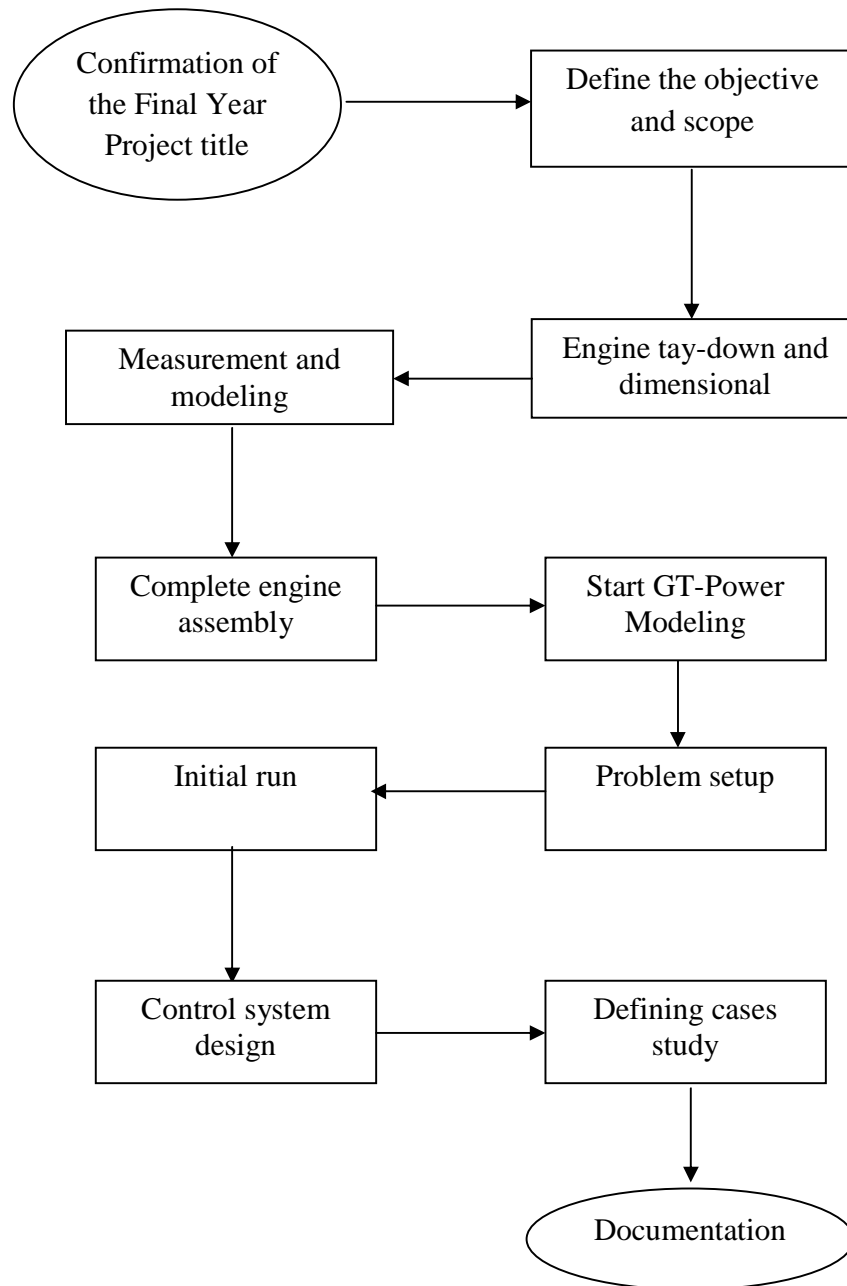 Confirmation of
the Final Year
Project title
Define the objective
and scope
Engine tay-down and
dimensional
Measurement and
modeling
Complete engine
assembly
Start GT-Power
Modeling
Problem setup
Initial run
Control system
design
Defining cases
study
Documentation